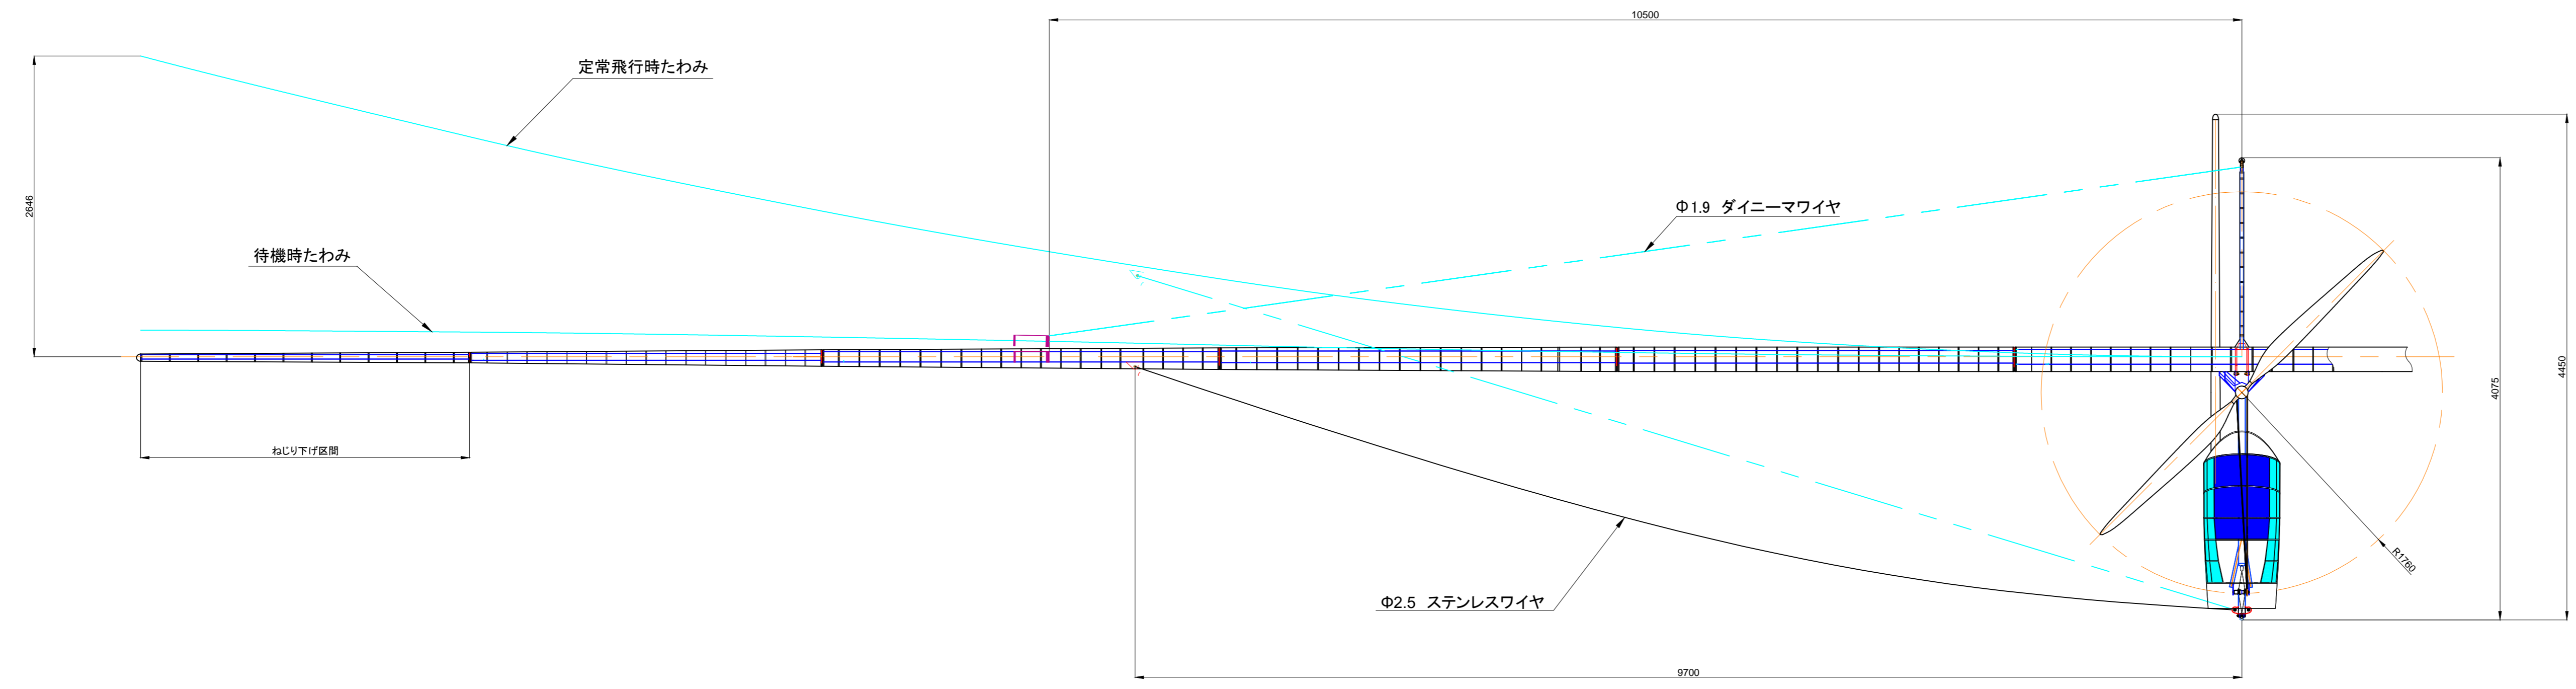 10500
定常飛行時たわみ
2646
Φ1.9 ダイニーマワイヤ
待機時たわみ
4075
4450
ねじり下げ区間
R1760
Φ2.5 ステンレスワイヤ
9700